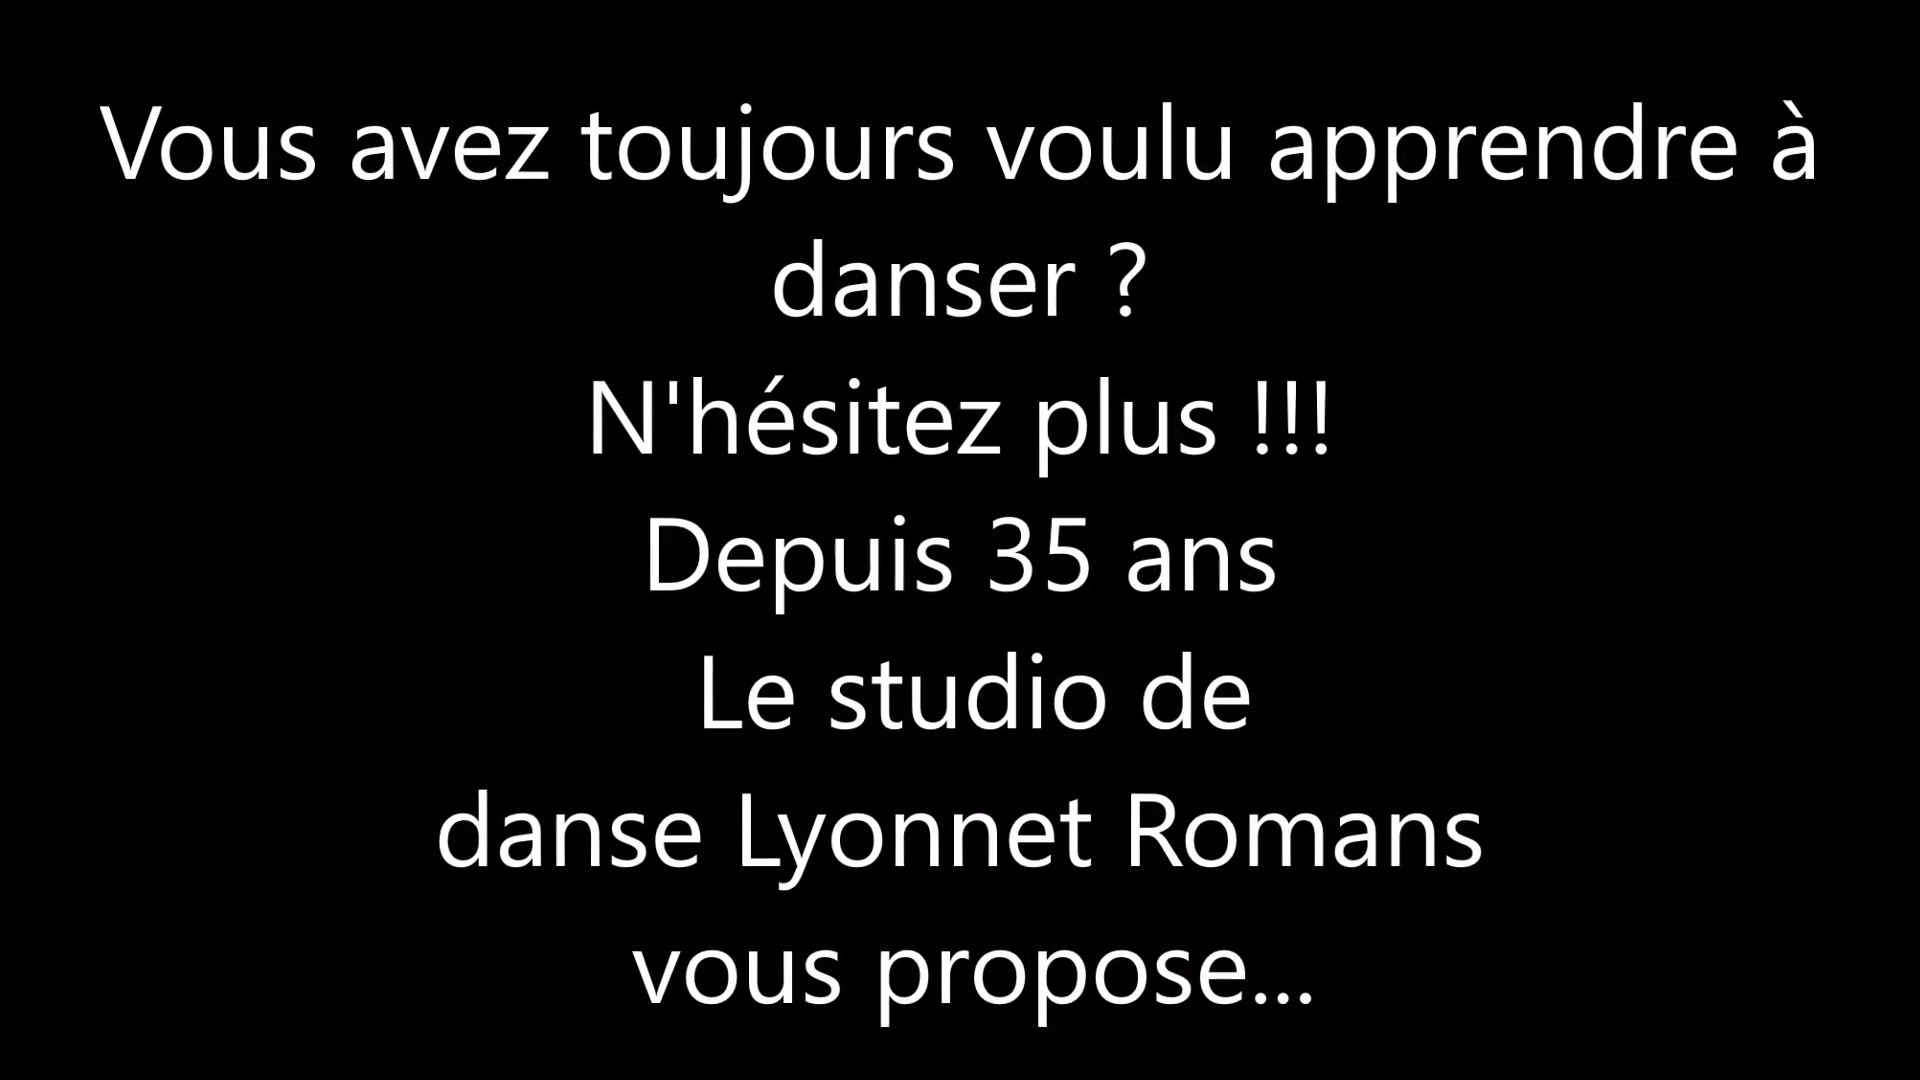 Vous avez toujours voulu apprendre à
danser ?
N'hésitez plus !!!
Depuis 35 ans
Le studio de
danse Lyonnet Romans
vous propose...